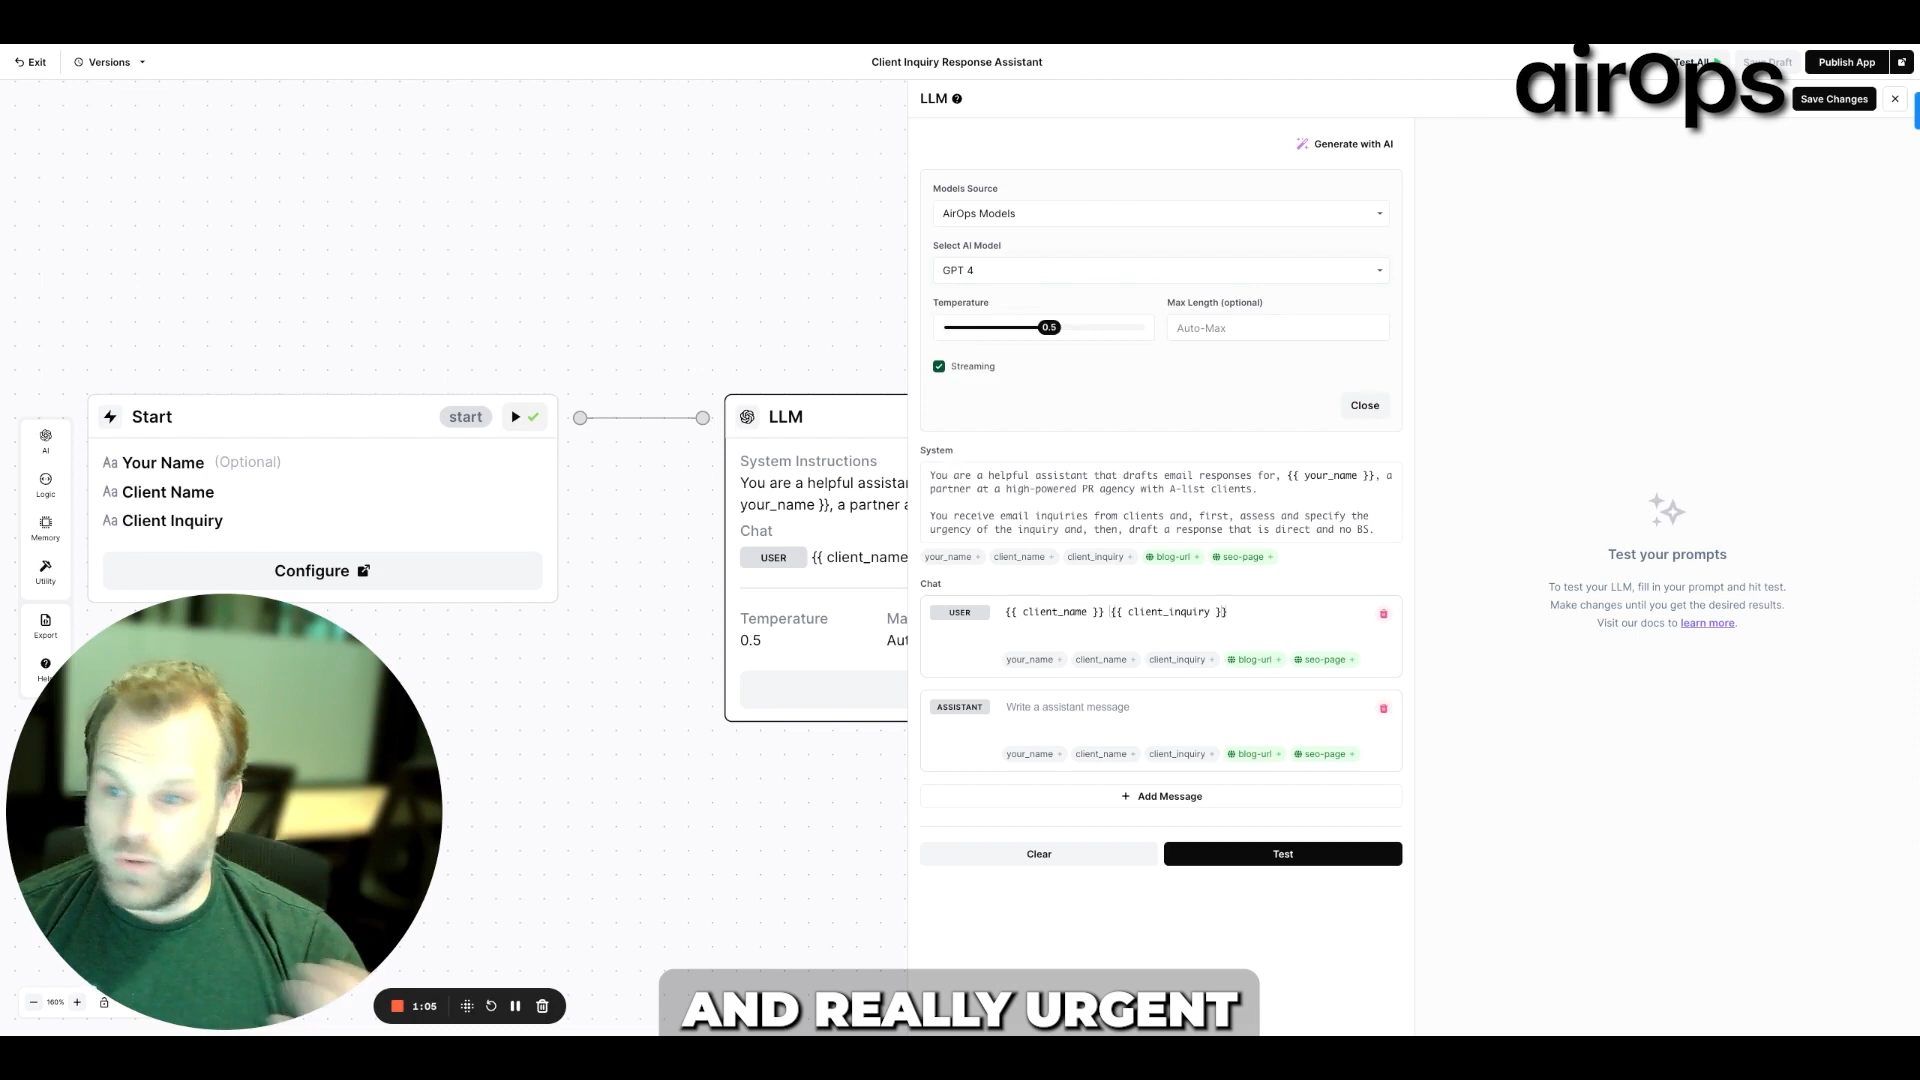 Exit
Versions
Client Inquiry Response Assistant
airops
Test All
Save Draft
Publish App
LLM
Save Changes
Generate with AI
Models Source
AirOps Models
Select AI Model
GPT 4
Temperature
Max Length (optional)
0.5
Auto-Max
Streaming
Close
System
You are a helpful assistant that drafts email responses for, {{ your_name }}, a
partner at a high-powered PR agency with A-list clients.
You receive email inquiries from clients and, first, assess and specify the
urgency of the inquiry and, then, draft a response that is direct and no BS.
your_name + client_name + client_inquiry + blog-url + seo-page +
Chat
USER {{ client_name }} {{ client_inquiry }}
your_name + client_name + client_inquiry + blog-url + seo-page +
ASSISTANT Write a assistant message
your_name + client_name + client_inquiry + blog-url + seo-page +
+ Add Message
Clear
Test
Test your prompts
To test your LLM, fill in your prompt and hit test.
Make changes until you get the desired results.
Visit our docs to learn more.
AI
Logic
Memory
Utility
Export
Help
Start
start
Aa Your Name (Optional)
Aa Client Name
Aa Client Inquiry
Configure
LLM
System Instructions
You are a helpful assistar
your_name }}, a partner a
Chat
USER {{ client_name
Temperature
Ma
0.5
Aut
160%
1:05
AND REALLY URGENT